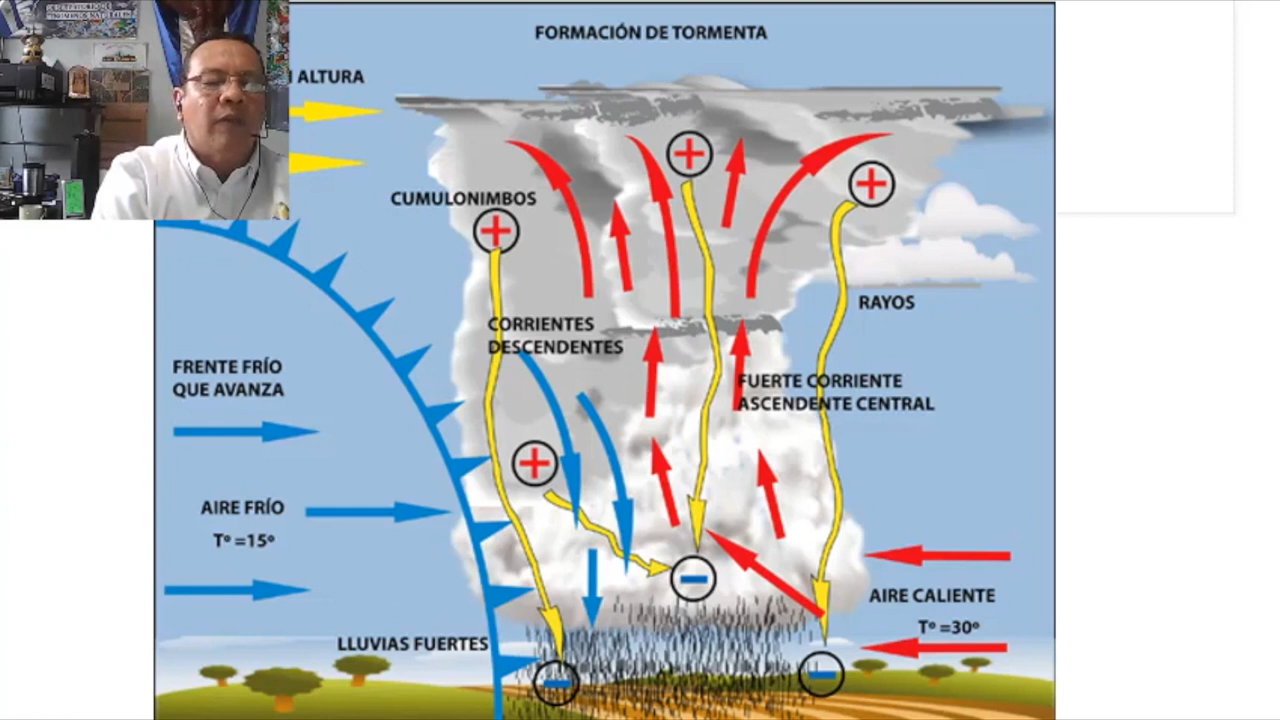 FORMACIÓN DE TORMENTA
ALTURA
CUMULONIMBOS
RAYOS
CORRIENTES
DESCENDENTES
FRENTE FRÍO
QUE AVANZA
FUERTE CORRIENTE
ASCENDENTE CENTRAL
AIRE FRÍO
Tº =15º
AIRE CALIENTE
Tº =30º
LLUVIAS FUERTES